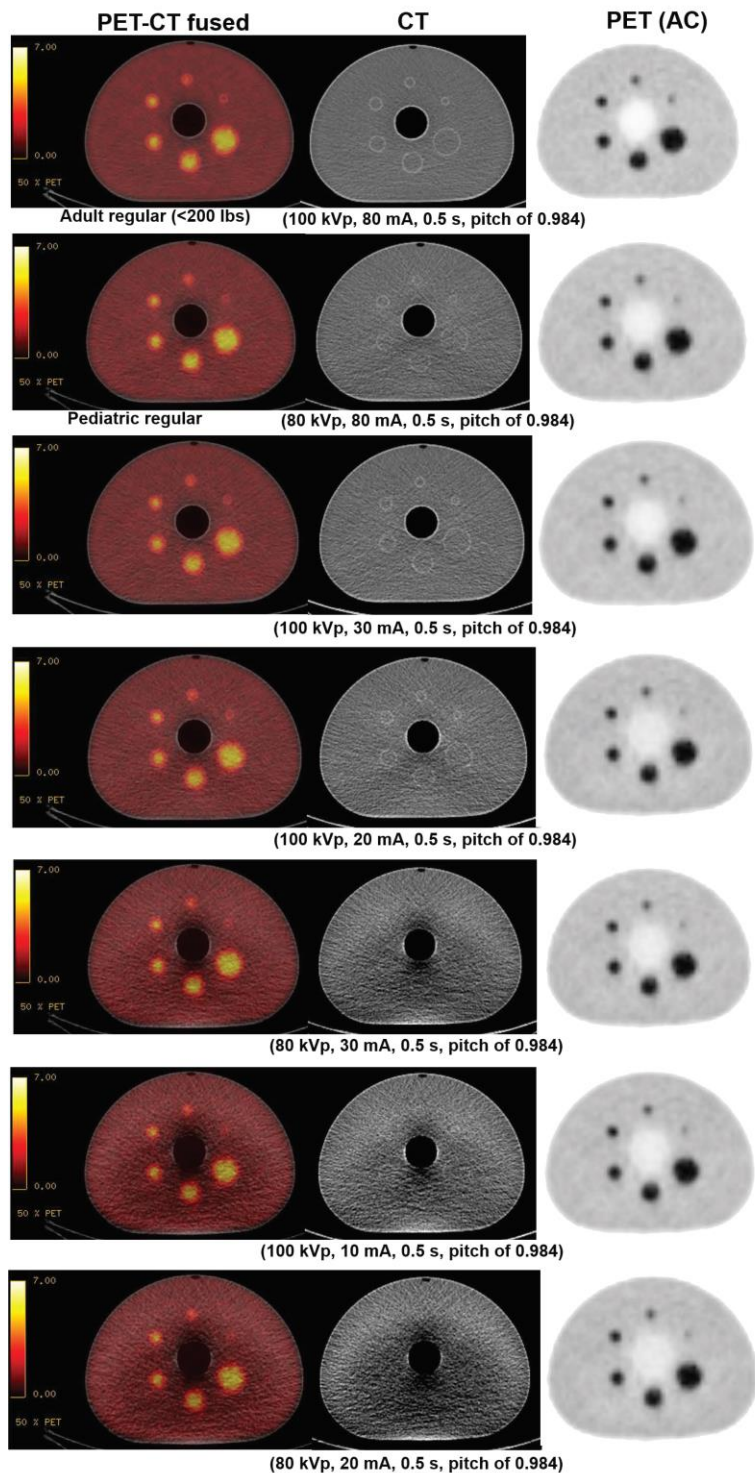 PET-CT fused CT PET (AC)
7.00
0.00
50 % PET
Adult regular (<200 lbs) (100 kVp, 80 mA, 0.5 s, pitch of 0.984)
7.00
0.00
50 % PET
Pediatric regular (80 kVp, 80 mA, 0.5 s, pitch of 0.984)
7.00
0.00
50 % PET
(100 kVp, 30 mA, 0.5 s, pitch of 0.984)
7.00
0.00
50 % PET
(100 kVp, 20 mA, 0.5 s, pitch of 0.984)
7.00
0.00
50 % PET
(80 kVp, 30 mA, 0.5 s, pitch of 0.984)
7.00
0.00
50 % PET
(100 kVp, 10 mA, 0.5 s, pitch of 0.984)
7.00
0.00
50 % PET
(80 kVp, 20 mA, 0.5 s, pitch of 0.984)